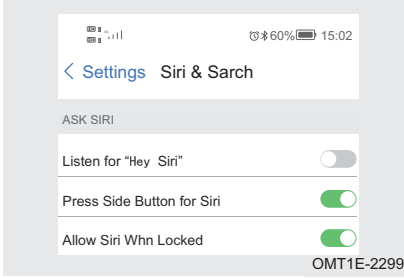 60% 15:02
< Settings Siri & Sarch
ASK SIRI
Listen for “Hey Siri”
Press Side Button for Siri
Allow Siri Whn Locked
OMT1E-2299